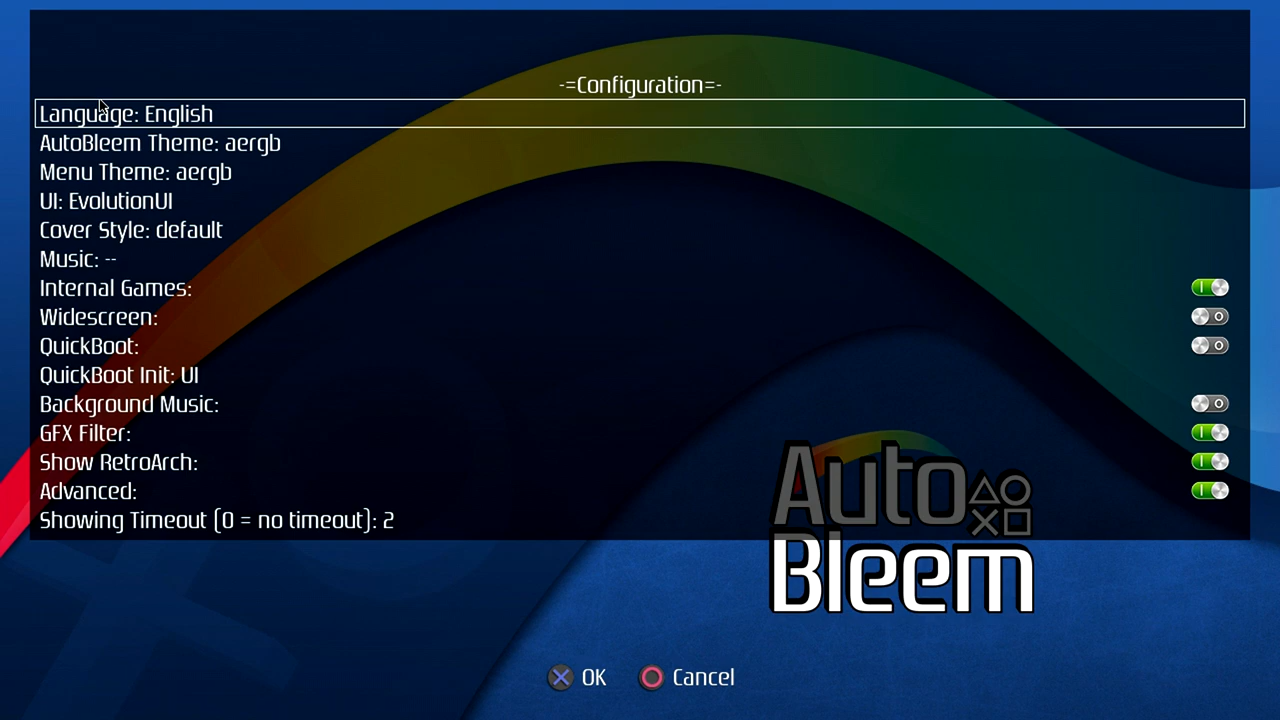 -=Configuration=-
Language: English
AutoBleem Theme: aergb
Menu Theme: aergb
UI: EvolutionUI
Cover Style: default
Music: --
Internal Games:
Widescreen:
QuickBoot:
QuickBoot Init: UI
Background Music:
GFX Filter:
Show RetroArch:
Advanced:
Showing Timeout (0 = no timeout): 2
Auto
Bleem
OK Cancel